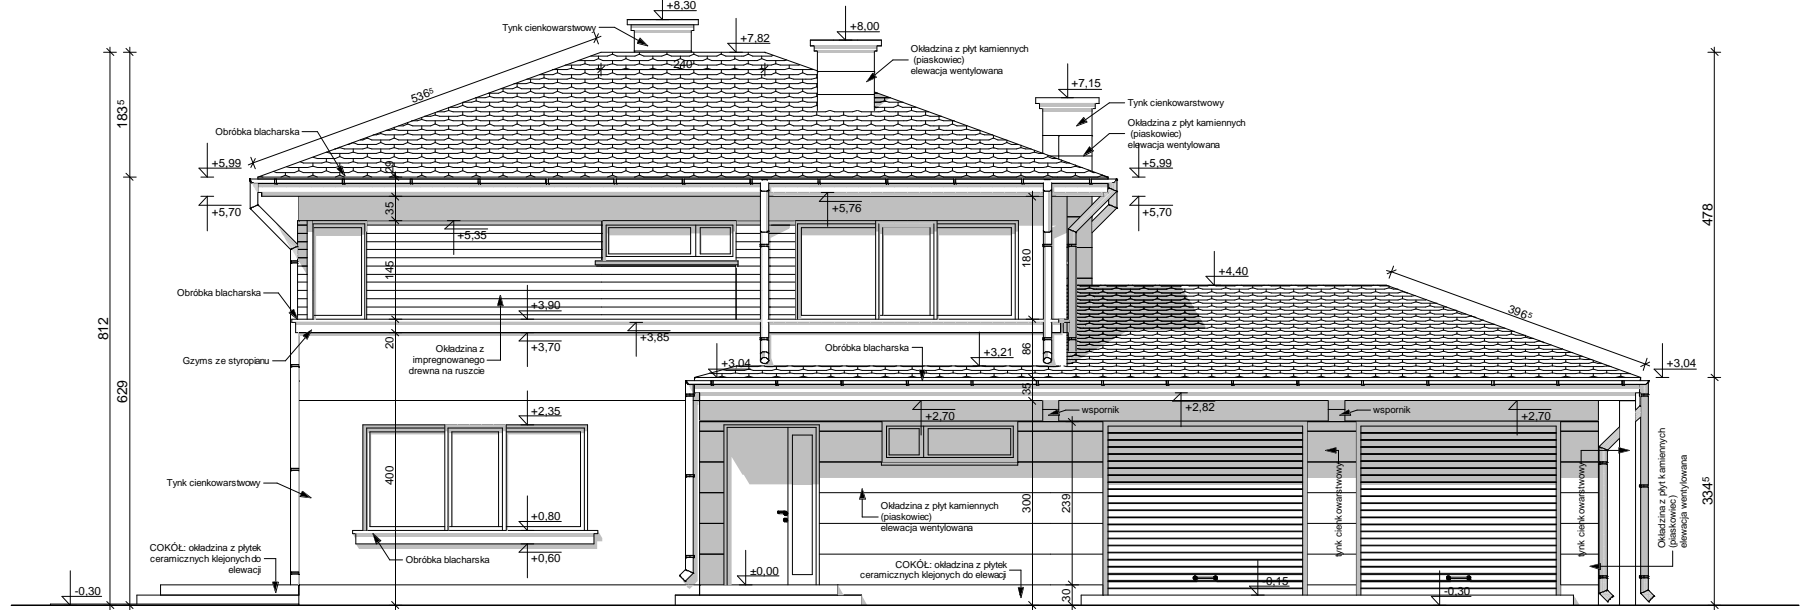 +8,30
Tynk cienkowarstwowy
+7,82
+8,00
Okładzina z płyt kamiennych
(piaskowiec)
elewacja wentylowana
240
536⁵
+7,15
Tynk cienkowarstwowy
Okładzina z płyt kamiennych
(piaskowiec)
elewacja wentylowana
183⁵
Obróbka blacharska
+5,99
29
+5,99
+5,70
35
+5,76
+5,70
478
+5,35
145
180
+4,40
Obróbka blacharska
+3,90
396⁵
812
+3,85
Gzyms ze styropianu
20
+3,70
Okładzina z
impregnowanego
drewna na ruszcie
86
Obróbka blacharska
+3,21
+3,04
+3,04
629
35
+2,35
+2,70
wspornik
+2,82
wspornik
+2,70
400
Tynk cienkowarstwowy
300
239
Okładzina z płyt kamiennych
(piaskowiec)
elewacja wentylowana
tynk cienkowarstwowy
tynk cienkowarstwowy
Okładzina z płyt kamiennych
(piaskowiec)
elewacja wentylowana
334⁵
+0,80
COKÓŁ: okładzina z płytek
ceramicznych klejonych do
elewacji
Obróbka blacharska
+0,60
+0,00
COKÓŁ: okładzina z płytek
ceramicznych klejonych do elewacji
30
-0,15
-0,30
-0,30